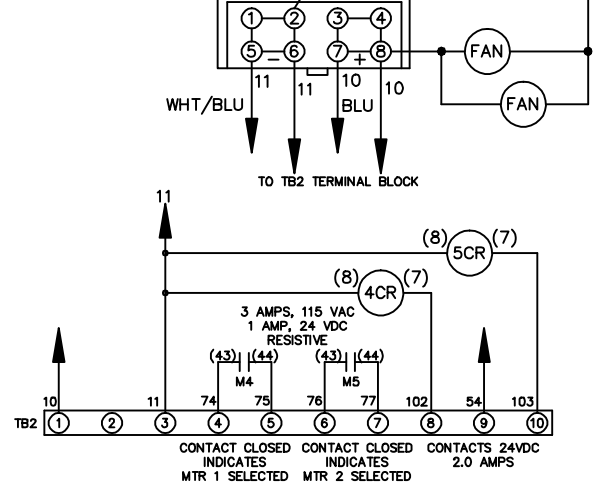 1 2 3 4
5 − 6 7 + 8
FAN
FAN
11 11 10 10
WHT/BLU BLU
TO TB2 TERMINAL BLOCK
11
(8) 5CR (7)
(8) 4CR (7)
3 AMPS, 115 VAC
1 AMP, 24 VDC
RESISTIVE
(43) (44) (43) (44)
M4 M5
10 11 74 75 76 77 102 54 103
TB2 1 2 3 4 5 6 7 8 9 10
CONTACT CLOSED
INDICATES
MTR 1 SELECTED
CONTACT CLOSED
INDICATES
MTR 2 SELECTED
CONTACTS 24VDC
2.0 AMPS